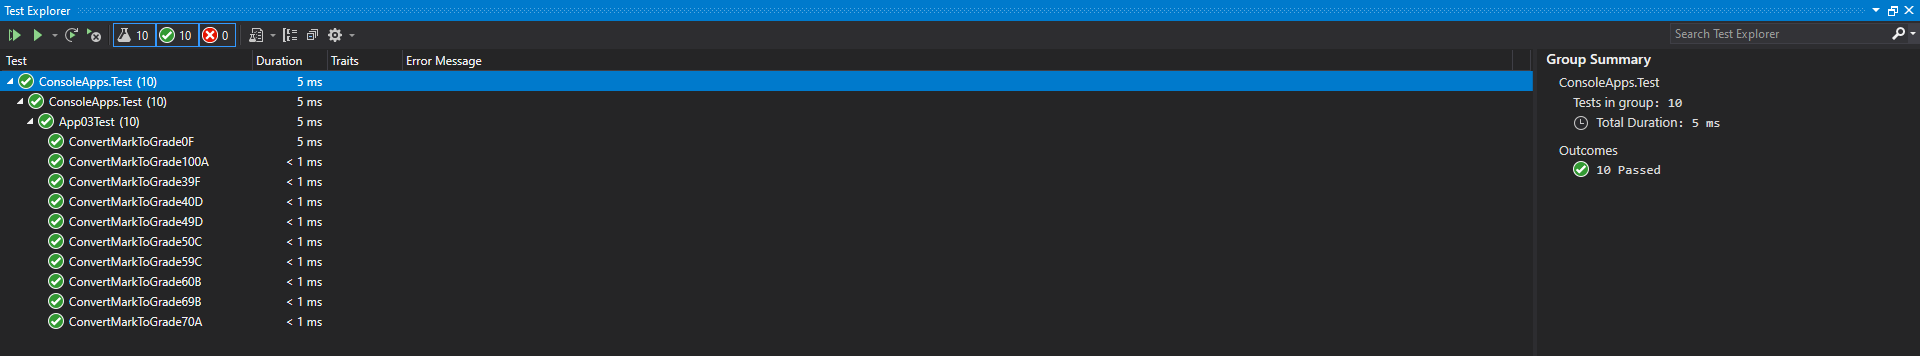 Test Explorer
10 10 0
Search Test Explorer
Test Duration Traits Error Message
ConsoleApps.Test (10) 5 ms
ConsoleApps.Test (10) 5 ms
App03Test (10) 5 ms
ConvertMarkToGrade0F 5 ms
ConvertMarkToGrade100A < 1 ms
ConvertMarkToGrade39F < 1 ms
ConvertMarkToGrade40D < 1 ms
ConvertMarkToGrade49D < 1 ms
ConvertMarkToGrade50C < 1 ms
ConvertMarkToGrade59C < 1 ms
ConvertMarkToGrade60B < 1 ms
ConvertMarkToGrade69B < 1 ms
ConvertMarkToGrade70A < 1 ms
Group Summary
ConsoleApps.Test
Tests in group: 10
Total Duration: 5 ms
Outcomes
10 Passed